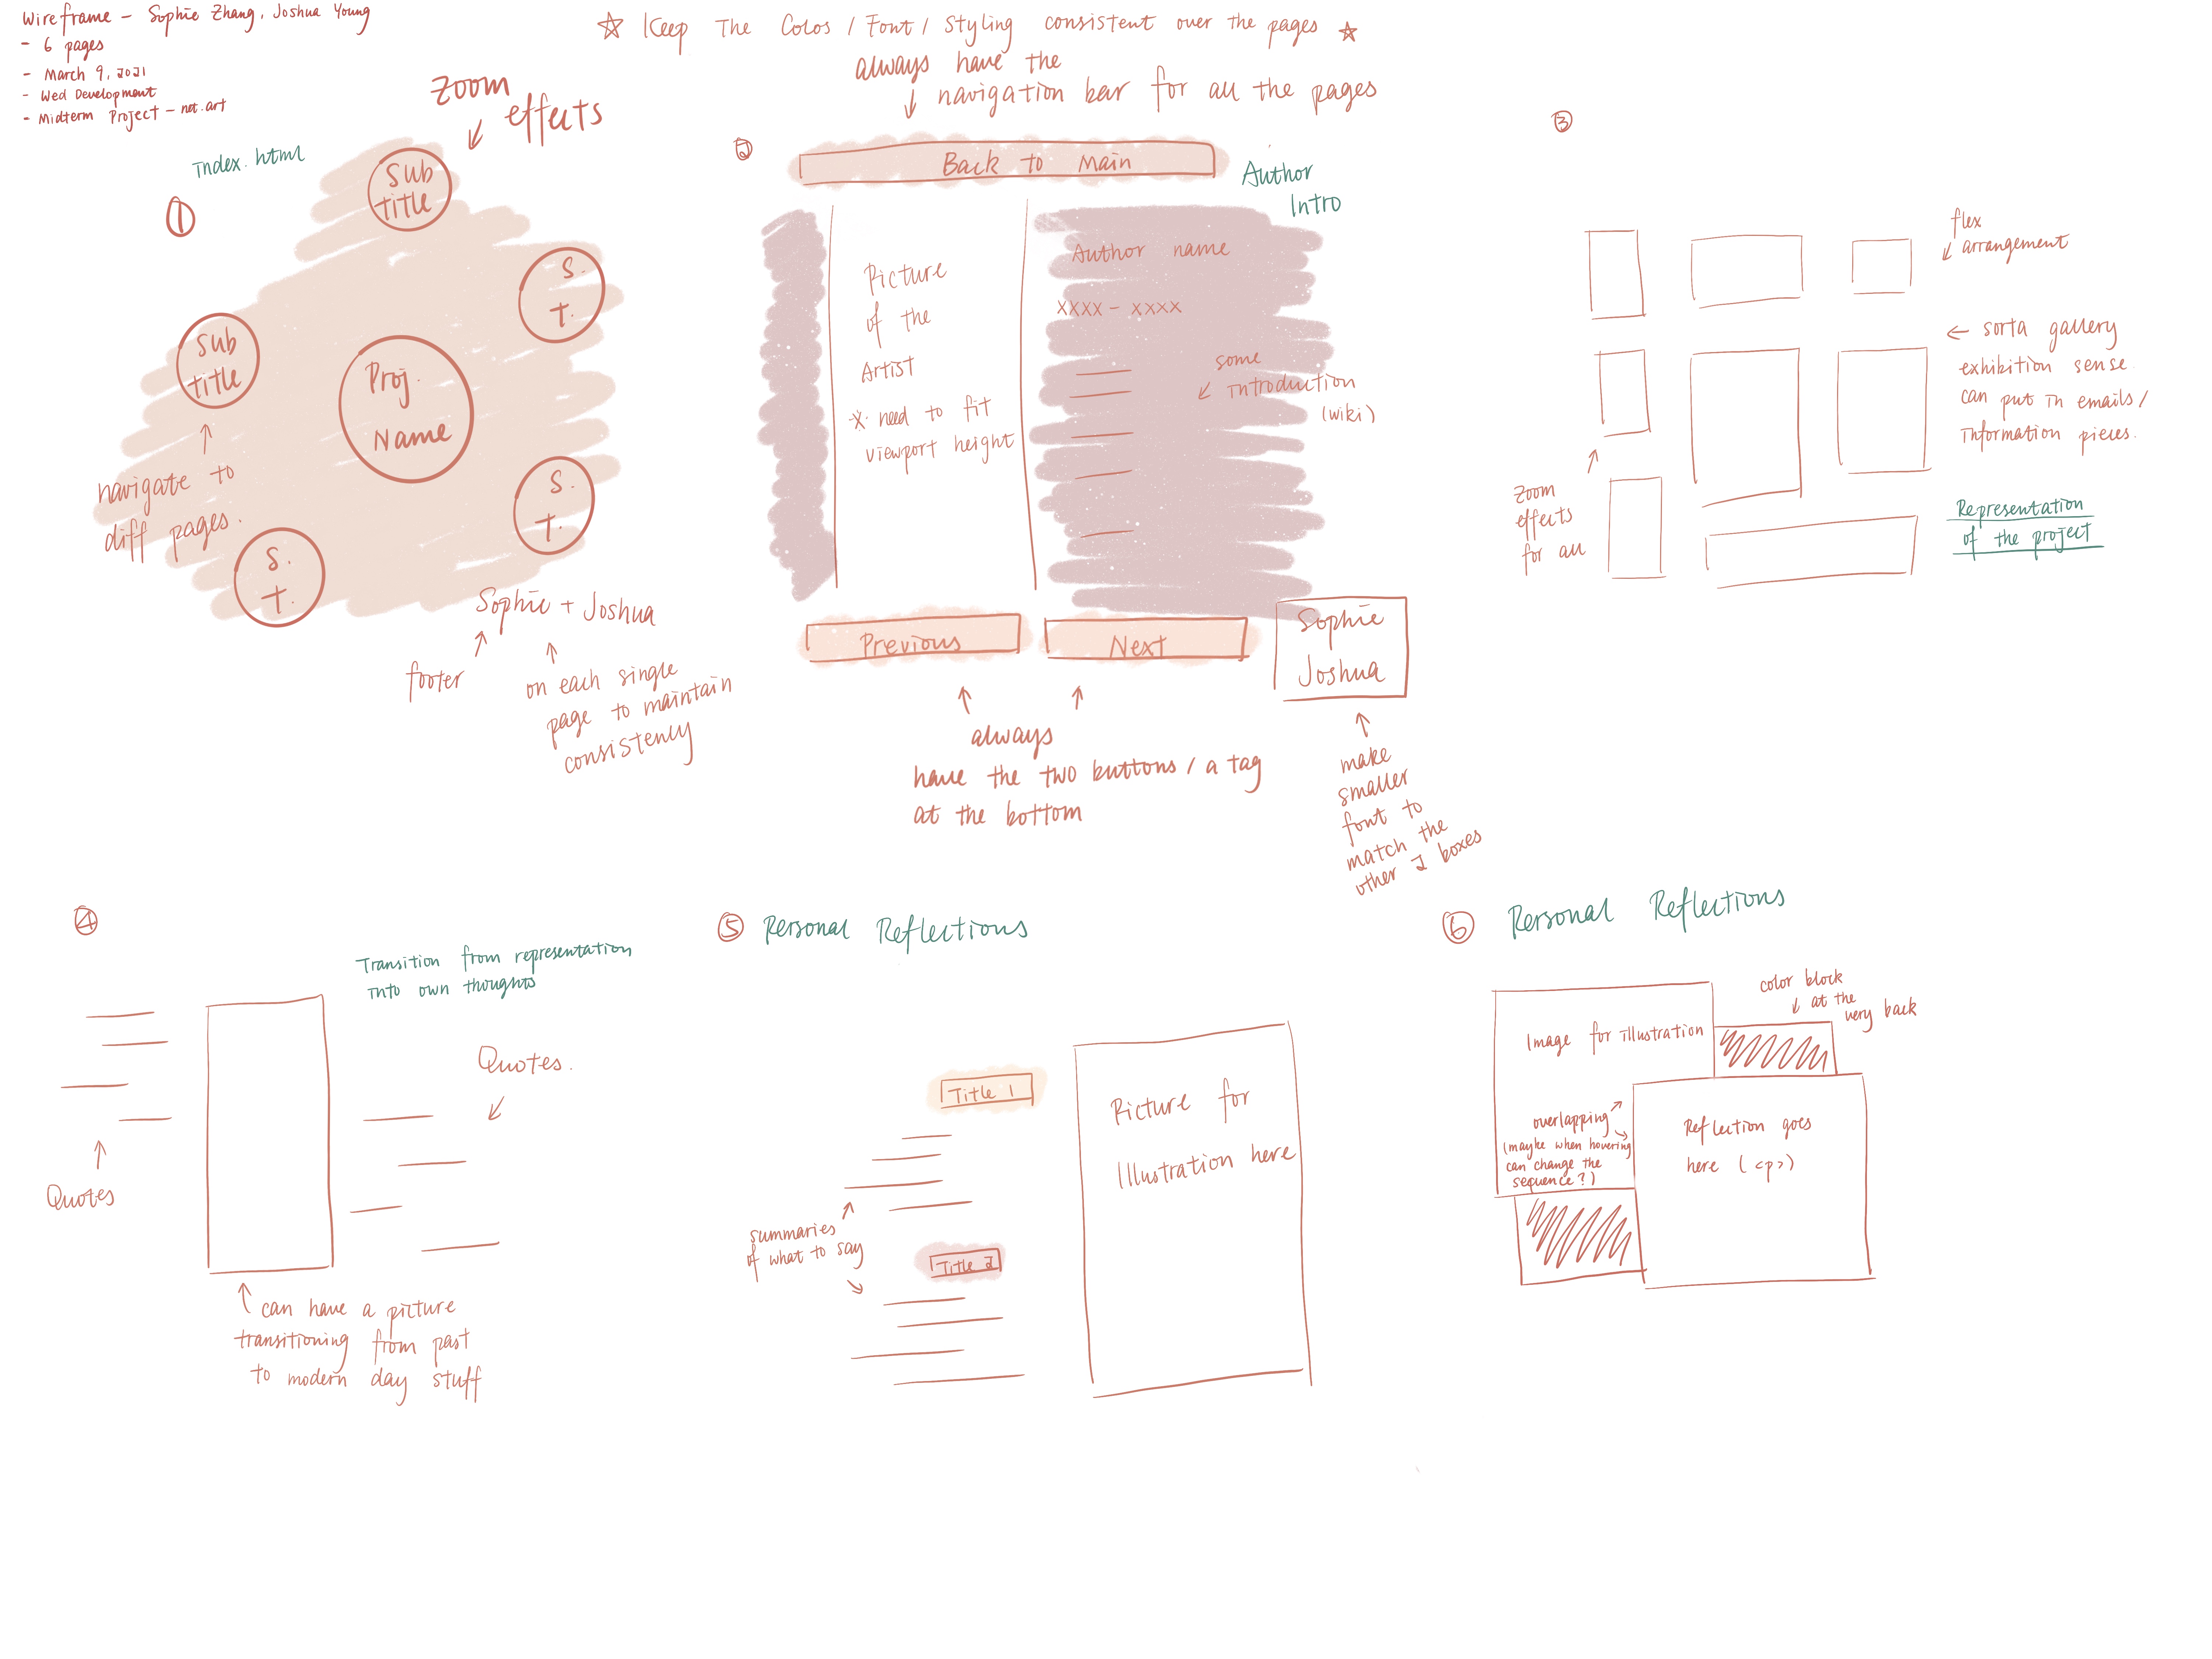 Wireframe - Sophie Zhang, Joshua Young
- 6 pages
- March 9, 2021
- Wed Development
- Midterm Project - net.art
☆ Keep The Colos / Font / Styling consistent over the pages ☆
always have the
↓ navigation bar for all the pages
①
index.html
Zoom
↙ effects
Sub
title
S.
T.
Sub
title
Proj.
Name
↑
navigate to
diff pages.
S.
T.
S.
T.
Sophie + Joshua
↗ ↑
footer
on each single
page to maintain
consistenly
②
Back to Main
Author
Intro
Picture
of the
Artist
* need to fit
viewport height
Author name
xxxx - xxxx
some
↙ Introduction
(wiki)
Previous
Next
Sophie
Joshua
↑ ↑
always
have the two buttons / a tag
at the bottom
↑
make
smaller
font to
match the
other 2 boxes
③
flex
↙ arrangement
← sorta gallery
exhibition sense.
can put in emails /
Information pieces.
↗
Zoom
effects
for all
Representation
of the project
④
Transition from representation
into own thoughts
Quotes.
↙
↑
Quotes
↑ can have a picture
transitioning from past
to modern day stuff
⑤ Personal Reflections
Title 1
↗
summaries
of what to say
↘
Title 2
Picture for
Illustration here
⑥ Personal Reflections
color block
↓ at the
very back
Image for illustration
overlapping ↗
↘
(maybe when hovering
can change the
sequence?)
Reflection goes
here (<p>)